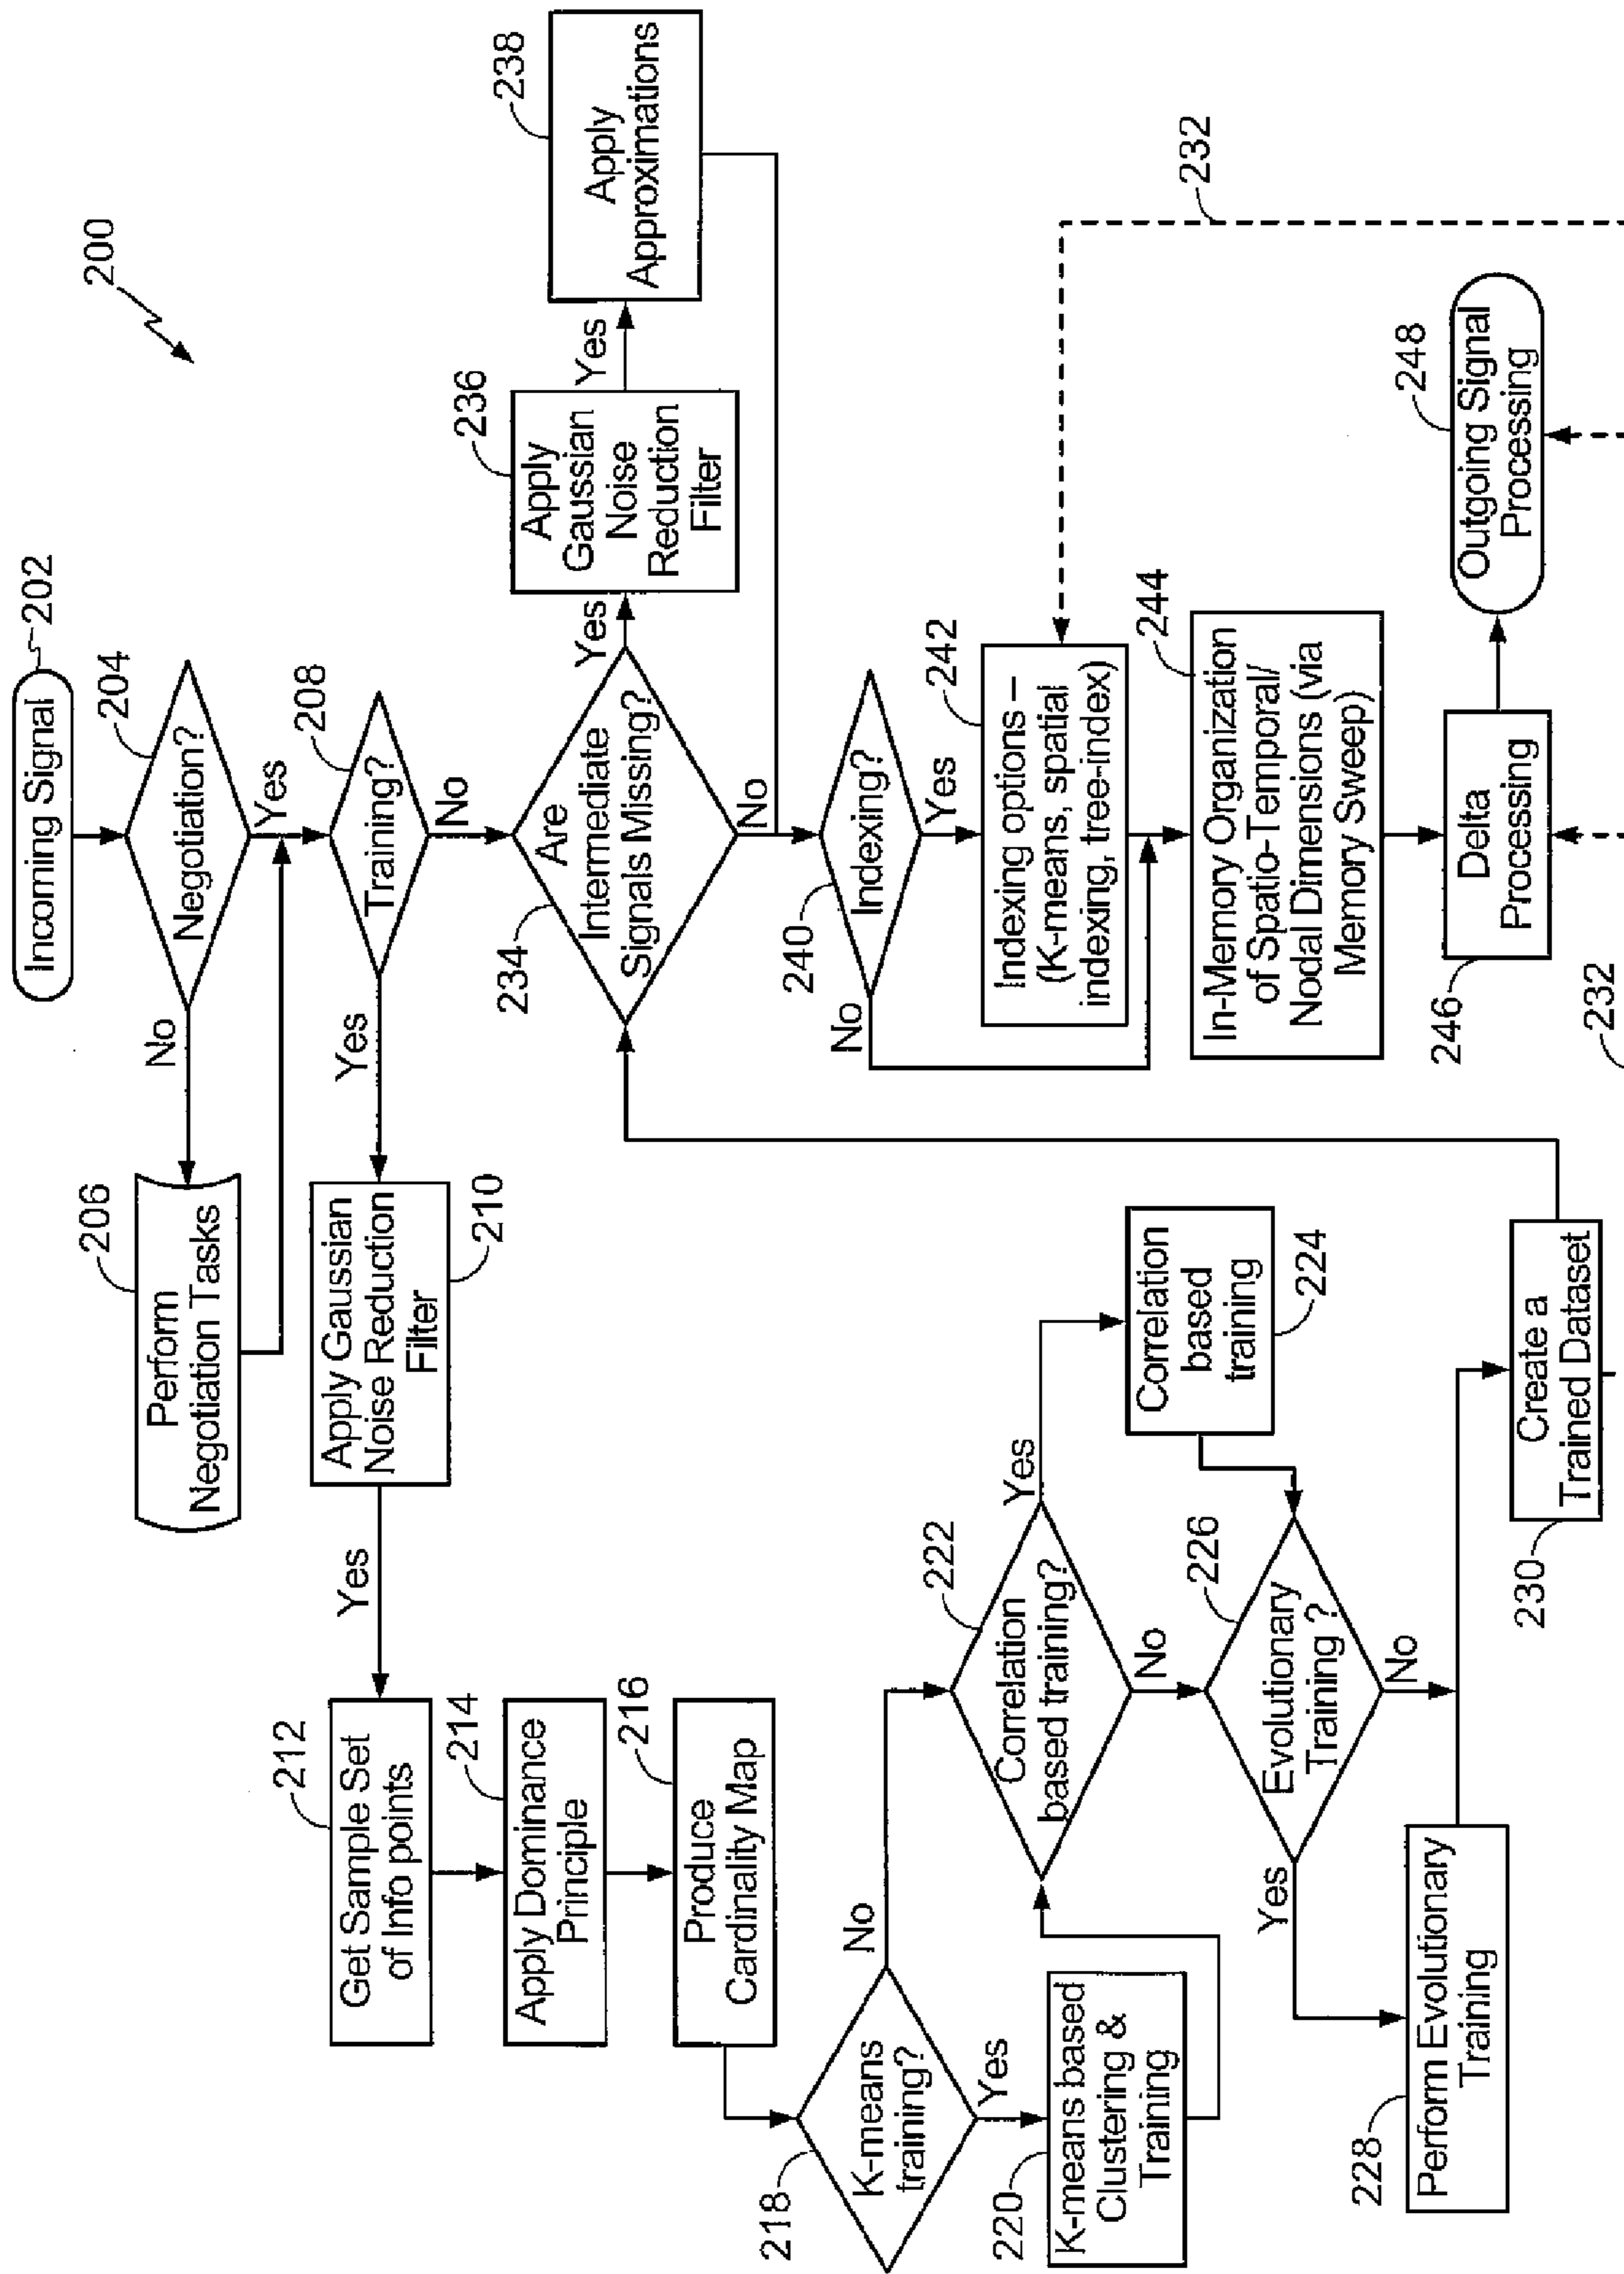 200
Incoming Signal
202
Negotiation?
204
No
Yes
Perform
Negotiation Tasks
206
Training?
208
Yes
No
Apply Gaussian
Noise Reduction
Filter
210
Yes
Get Sample Set
of Info points
212
Apply Dominance
Principle
214
Produce
Cardinality Map
216
K-means
training?
218
No
Yes
K-means based
Clustering &
Training
220
Correlation
based training?
222
Yes
No
Correlation
based
training
224
Evolutionary
Training ?
226
Yes
No
Perform Evolutionary
Training
228
Create a
Trained Dataset
230
232
Are
Intermediate
Signals Missing?
234
Yes
No
Apply
Gaussian
Noise
Reduction
Filter
236
Yes
Apply
Approximations
238
Indexing?
240
No
Yes
Indexing options –
(K-means, spatial
indexing, tree-index)
242
232
In-Memory Organization
of Spatio-Temporal/
Nodal Dimensions (via
Memory Sweep)
244
Delta
Processing
246
Outgoing Signal
Processing
248